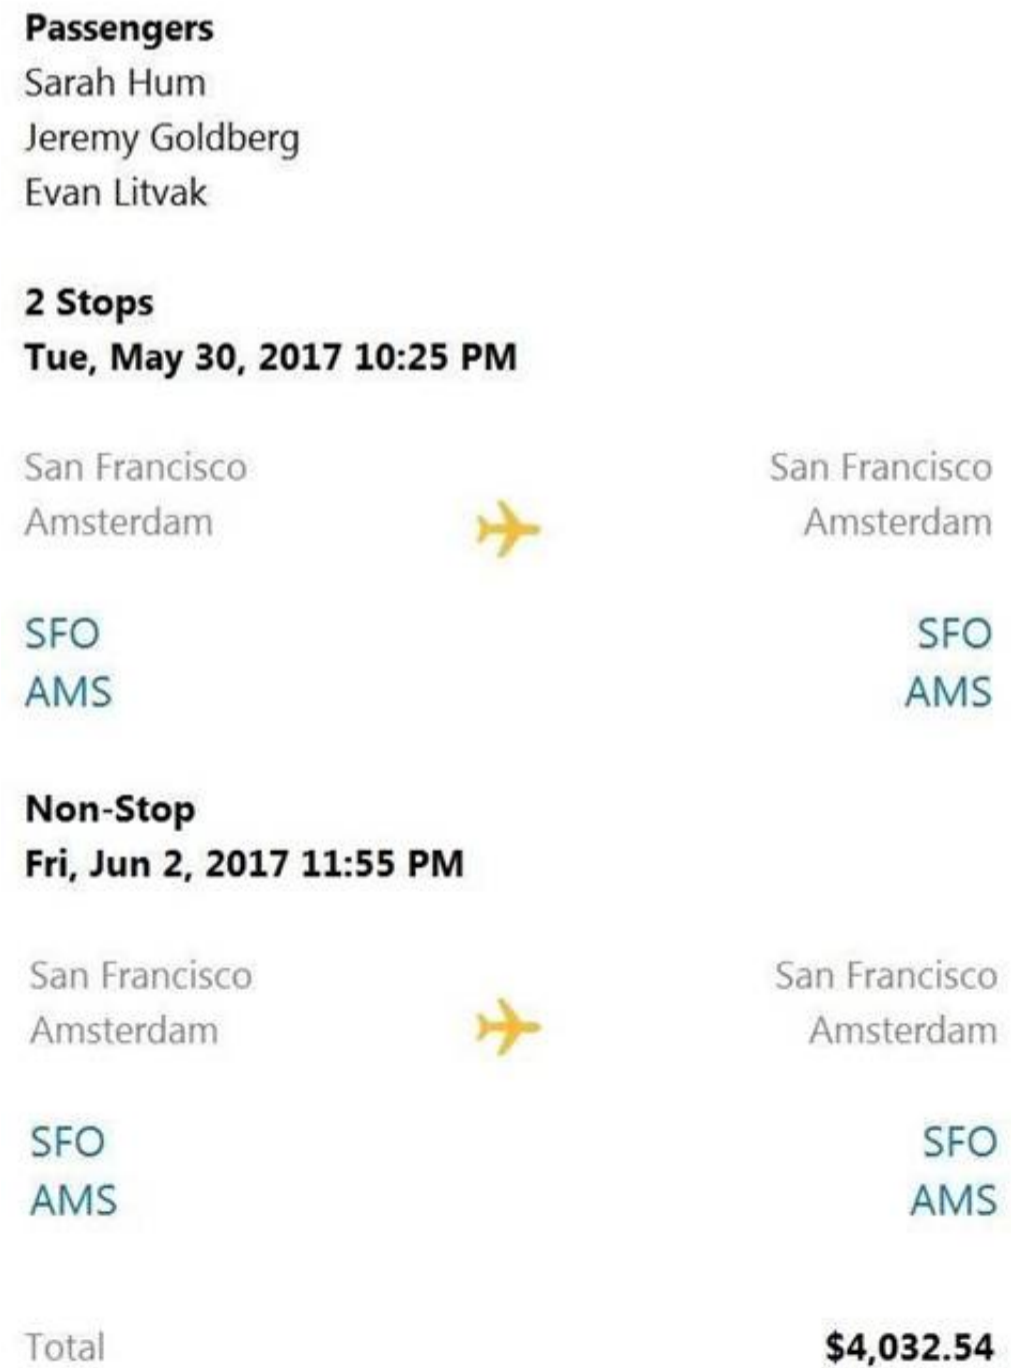 Passengers
Sarah Hum
Jeremy Goldberg
Evan Litvak
2 Stops
Tue, May 30, 2017 10:25 PM
San Francisco San Francisco
Amsterdam Amsterdam
SFO SFO
AMS AMS
Non-Stop
Fri, Jun 2, 2017 11:55 PM
San Francisco San Francisco
Amsterdam Amsterdam
SFO SFO
AMS AMS
Total $4,032.54